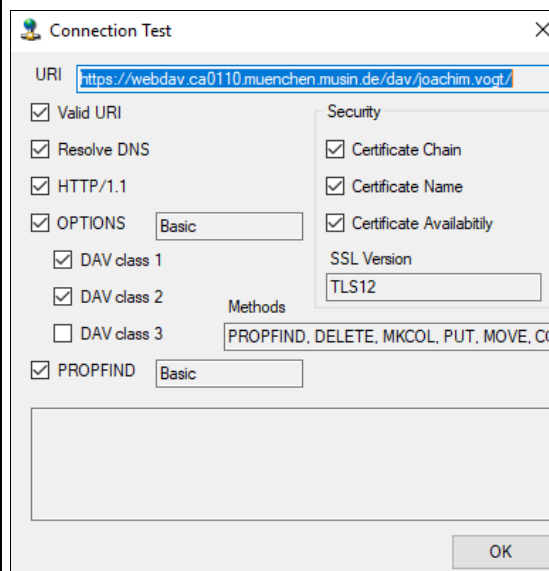 Connection Test
URI https://webdav.ca0110.muenchen.musin.de/dav/joachim.vogt/
Valid URI
Resolve DNS
HTTP/1.1
OPTIONS Basic
DAV class 1
DAV class 2
DAV class 3
PROPFIND Basic
Security
Certificate Chain
Certificate Name
Certificate Availabitily
SSL Version
TLS12
Methods
PROPFIND, DELETE, MKCOL, PUT, MOVE, CO
OK